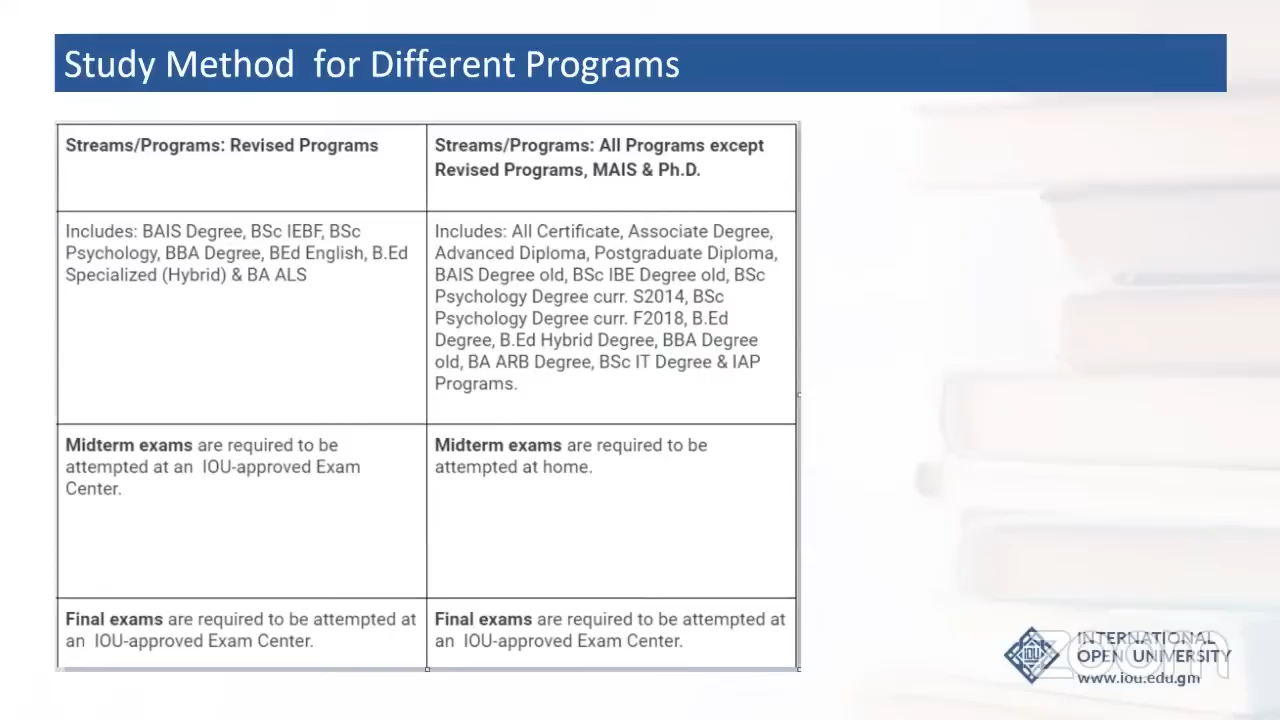 Study Method for Different Programs
Streams/Programs: Revised Programs
Streams/Programs: All Programs except
Revised Programs, MAIS & Ph.D.
Includes: BAIS Degree, BSc IEBF, BSc
Psychology, BBA Degree, BEd English, B.Ed
Specialized (Hybrid) & BA ALS
Includes: All Certificate, Associate Degree,
Advanced Diploma, Postgraduate Diploma,
BAIS Degree old, BSc IBE Degree old, BSc
Psychology Degree curr. S2014, BSc
Psychology Degree curr. F2018, B.Ed
Degree, B.Ed Hybrid Degree, BBA Degree
old, BA ARB Degree, BSc IT Degree & IAP
Programs.
Midterm exams are required to be
attempted at an IOU-approved Exam
Center.
Midterm exams are required to be
attempted at home.
Final exams are required to be attempted at
an IOU-approved Exam Center.
Final exams are required to be attempted at
an IOU-approved Exam Center.
IOU
INTERNATIONAL
OPEN UNIVERSITY
www.iou.edu.gm
zoom